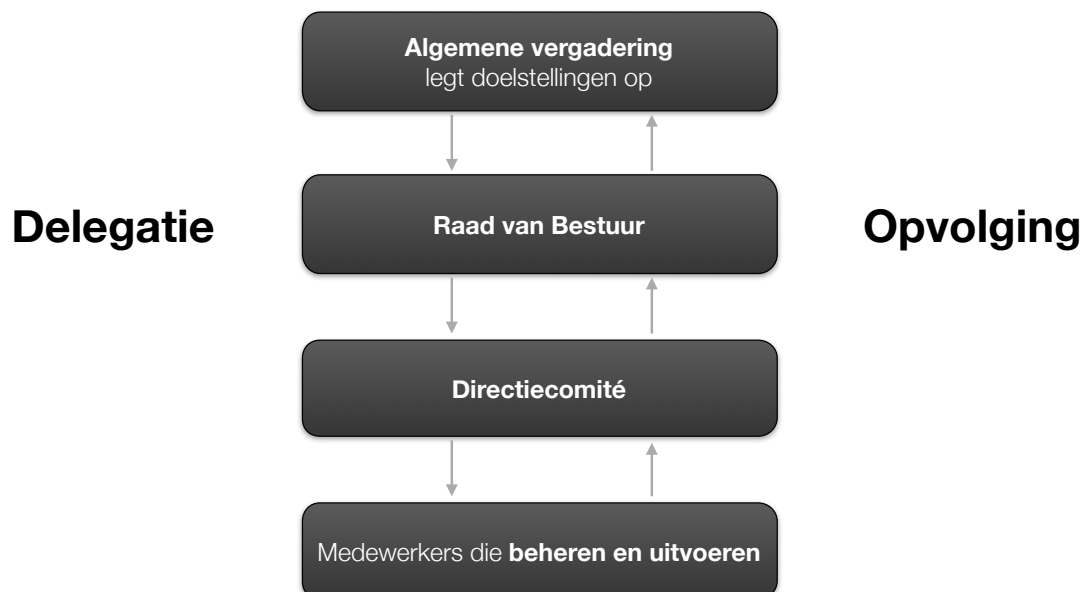 Algemene vergadering
legt doelstellingen op
Delegatie
Raad van Bestuur
Opvolging
Directiecomité
Medewerkers die beheren en uitvoeren